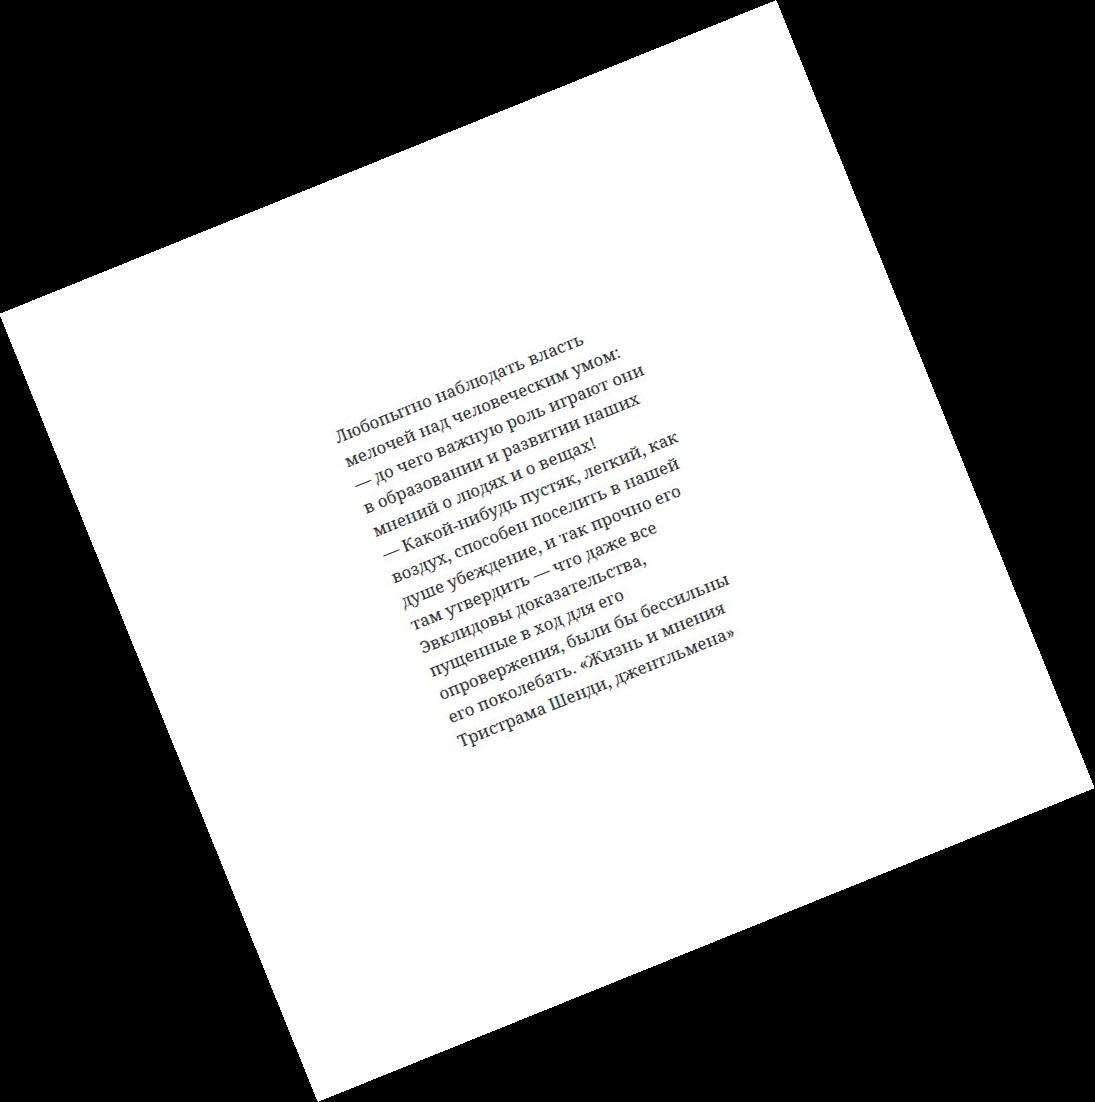 Любопытно наблюдать власть
мелочей над человеческим умом:
— до чего важную роль играют они
в образовании и развитии наших
мнений о людях и о вещах!
— Какой-нибудь пустяк, легкий, как
воздух, способен поселить в нашей
душе убеждение, и так прочно его
там утвердить — что даже все
Эвклидовы доказательства,
пущенные в ход для его
опровержения, были бы бессильны
его поколебать. «Жизнь и мнения
Тристрама Шенди, джентльмена»